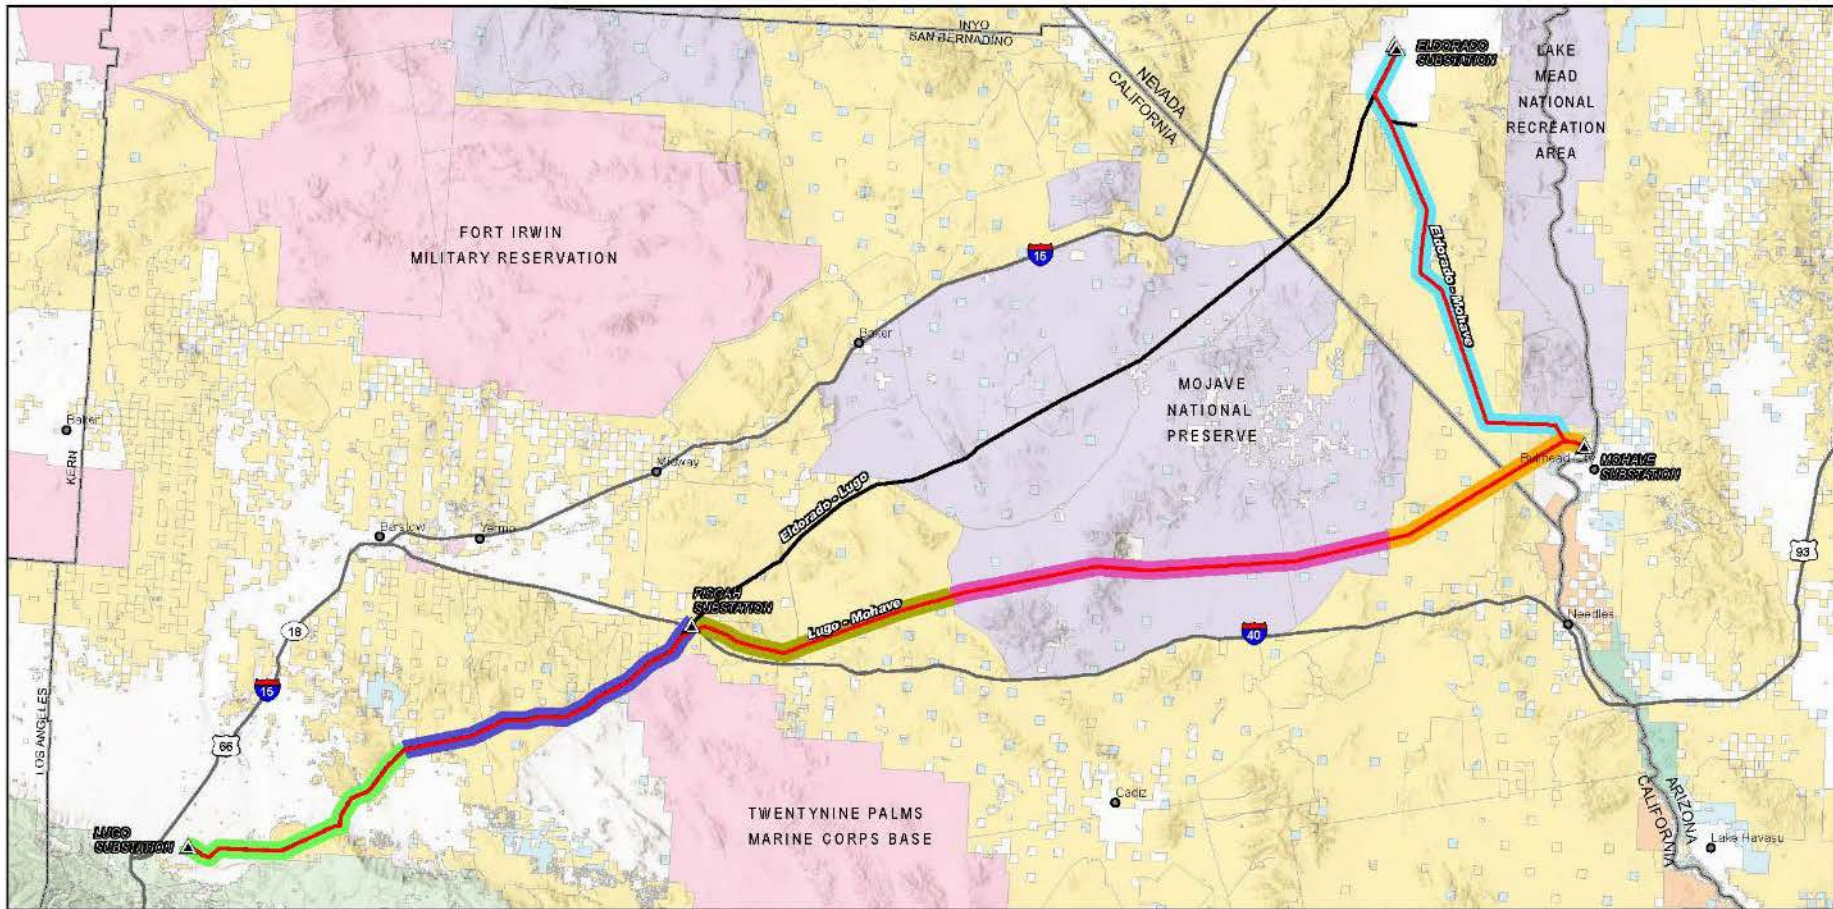 INYO
SAN BERNADINO
ELDORADO
SUBSTATION
LAKE
MEAD
NATIONAL
RECREATION
AREA
NEVADA
CALIFORNIA
FORT IRWIN
MILITARY RESERVATION
15
Eldorado - Mohave
Baker
MOJAVE
NATIONAL
PRESERVE
Baker
KERN
Midway
Eldorado - Lugo
MOHAVE
SUBSTATION
Barstow
Yermo
93
PISGAH
SUBSTATION
Lugo - Mohave
Needles
18
40
15
66
LOS ANGELES
TWENTYNINE PALMS
MARINE CORPS BASE
Cadiz
ARIZONA
CALIFORNIA
LUGO
SUBSTATION
Lake Havasu